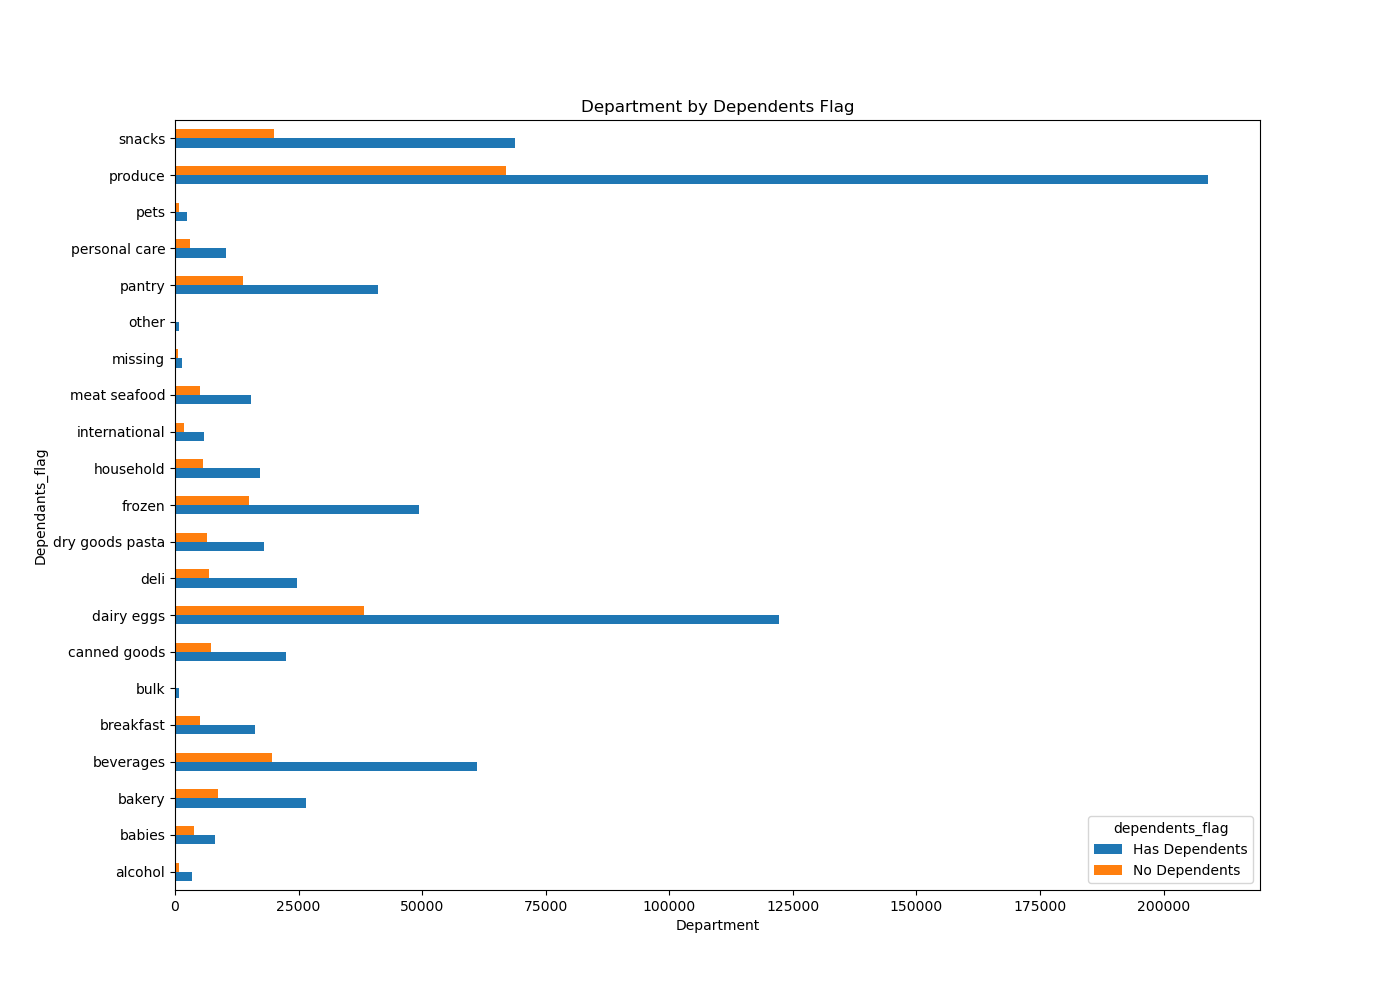 Department by Dependents Flag
snacks
produce
pets
personal care
pantry
other
missing
meat seafood
international
household
frozen
dry goods pasta
deli
dairy eggs
canned goods
bulk
breakfast
beverages
bakery
babies
alcohol
Dependants_flag
0 25000 50000 75000 100000 125000 150000 175000 200000
Department
dependents_flag
Has Dependents
No Dependents